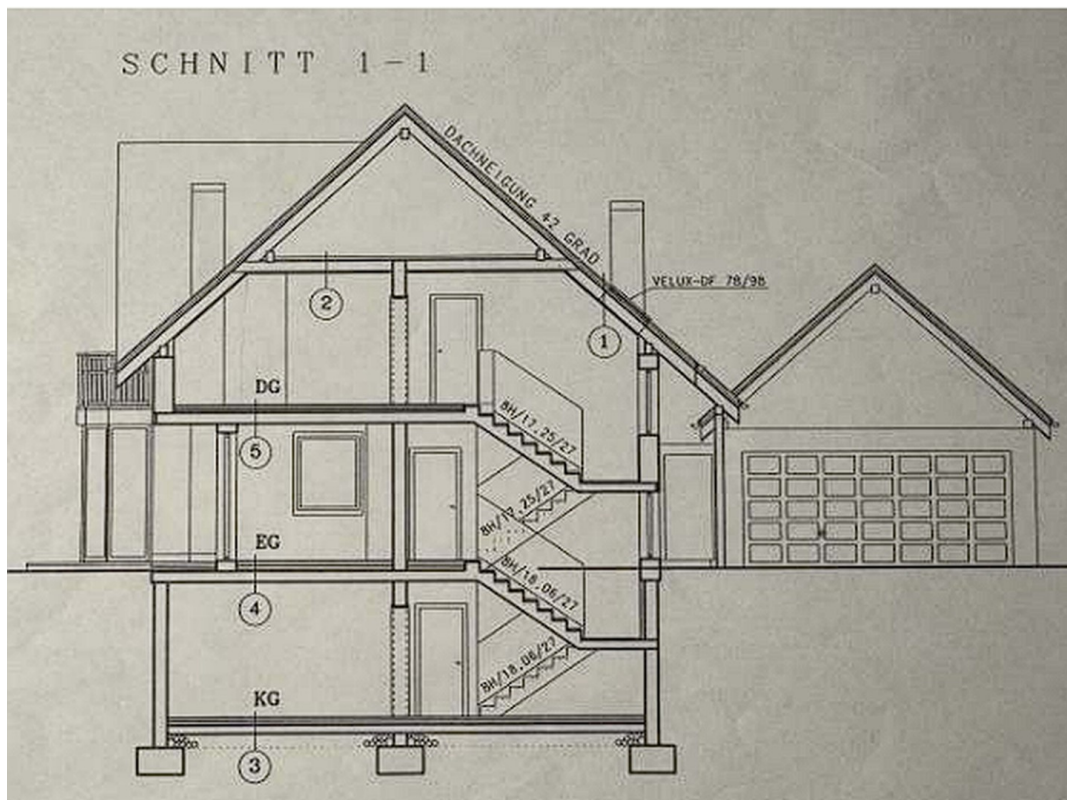 SCHNITT 1-1
DACHNEIGUNG 42 GRAD
VELUX-DF 78/98
2
1
DG
8H/17.25/27
5
8H/17.25/27
EG
8H/18.06/27
4
8H/18.06/27
KG
3